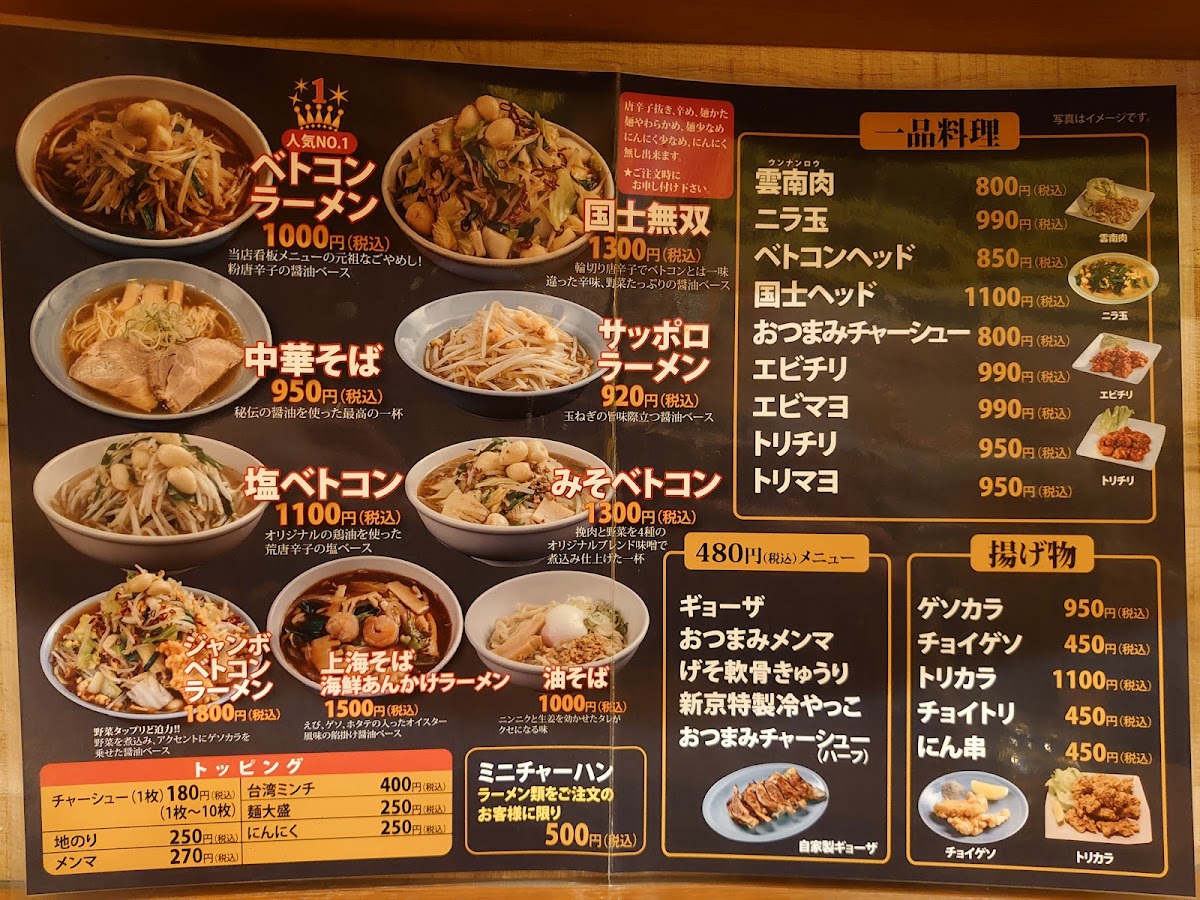 1
人気NO.1
ベトコン
ラーメン
1000円(税込)
当店看板メニューの元祖なごやめし!
粉唐辛子の醤油ベース
国士無双
1300円(税込)
輪切り唐辛子でベトコンとは一味
違った辛味、野菜たっぷりの醤油ベース
唐辛子抜き、辛め、麺かた
麺やわらかめ、麺少なめ
にんにく少なめ、にんにく
無し出来ます。
★ご注文時に
お申し付け下さい。
中華そば
950円(税込)
秘伝の醤油を使った最高の一杯
サッポロ
ラーメン
920円(税込)
玉ねぎの旨味際立つ醤油ベース
塩ベトコン
1100円(税込)
オリジナルの鶏油を使った
荒唐辛子の塩ベース
みそベトコン
1300円(税込)
挽肉と野菜を4種の
オリジナルブレンド味噌で
煮込み仕上げた一杯
ジャンボ
ベトコン
ラーメン
1800円(税込)
野菜タップリど迫力!!
野菜を煮込み、アクセントにゲソカラを
乗せた醤油ベース
上海そば
海鮮あんかけラーメン
1500円(税込)
えび、ゲソ、ホタテの入ったオイスター
風味の餡掛け醤油ベース
油そば
1000円(税込)
ニンニクと生姜を効かせたタレが
クセになる味
トッピング
チャーシュー(1枚)180円(税込)
(1枚〜10枚)
地のり 250円(税込)
メンマ 270円(税込)
台湾ミンチ 400円(税込)
麺大盛 250円(税込)
にんにく 250円(税込)
ミニチャーハン
ラーメン類をご注文の
お客様に限り
500円(税込)
写真はイメージです。
一品料理
ウンナンロウ
雲南肉 800円(税込)
ニラ玉 990円(税込)
ベトコンヘッド 850円(税込)
国士ヘッド 1100円(税込)
おつまみチャーシュー 800円(税込)
エビチリ 990円(税込)
エビマヨ 990円(税込)
トリチリ 950円(税込)
トリマヨ 950円(税込)
雲南肉
ニラ玉
エビチリ
トリチリ
480円(税込)メニュー
ギョーザ
おつまみメンマ
げそ軟骨きゅうり
新京特製冷やっこ
おつまみチャーシュー
(ハーフ)
自家製ギョーザ
揚げ物
ゲソカラ 950円(税込)
チョイゲソ 450円(税込)
トリカラ 1100円(税込)
チョイトリ 450円(税込)
にん串 450円(税込)
チョイゲソ
トリカラ